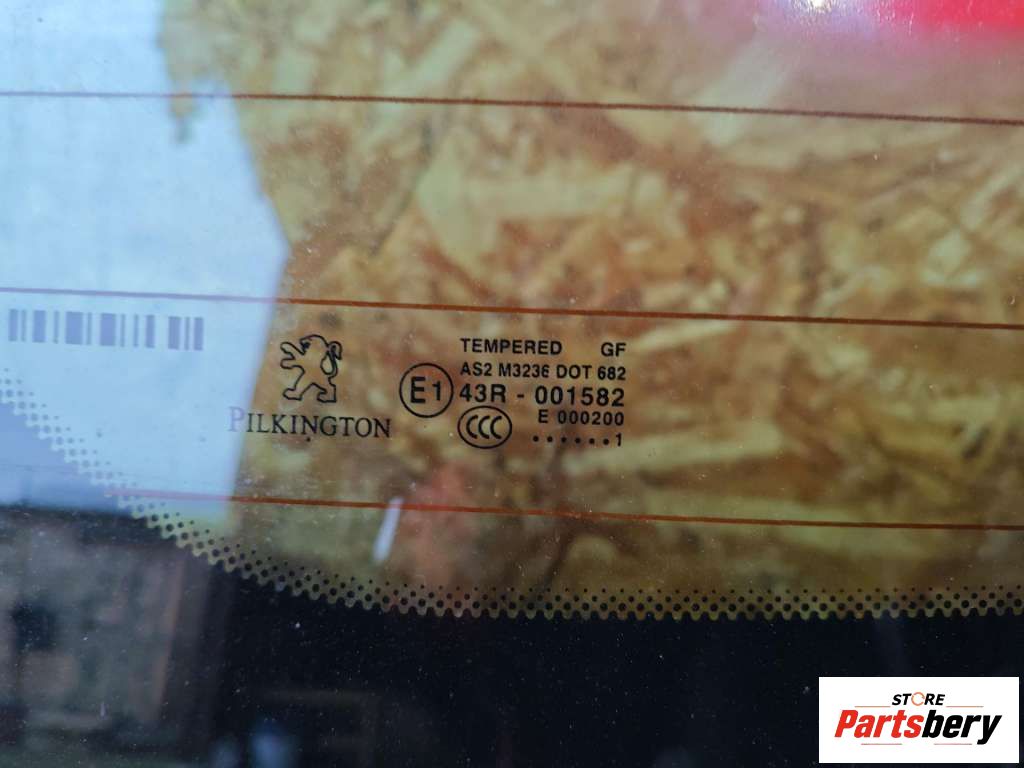 TEMPERED GF
AS2 M3236 DOT 682
E1 43R - 001582
CCC E 000200
......1
PILKINGTON
STORE
Partsbery